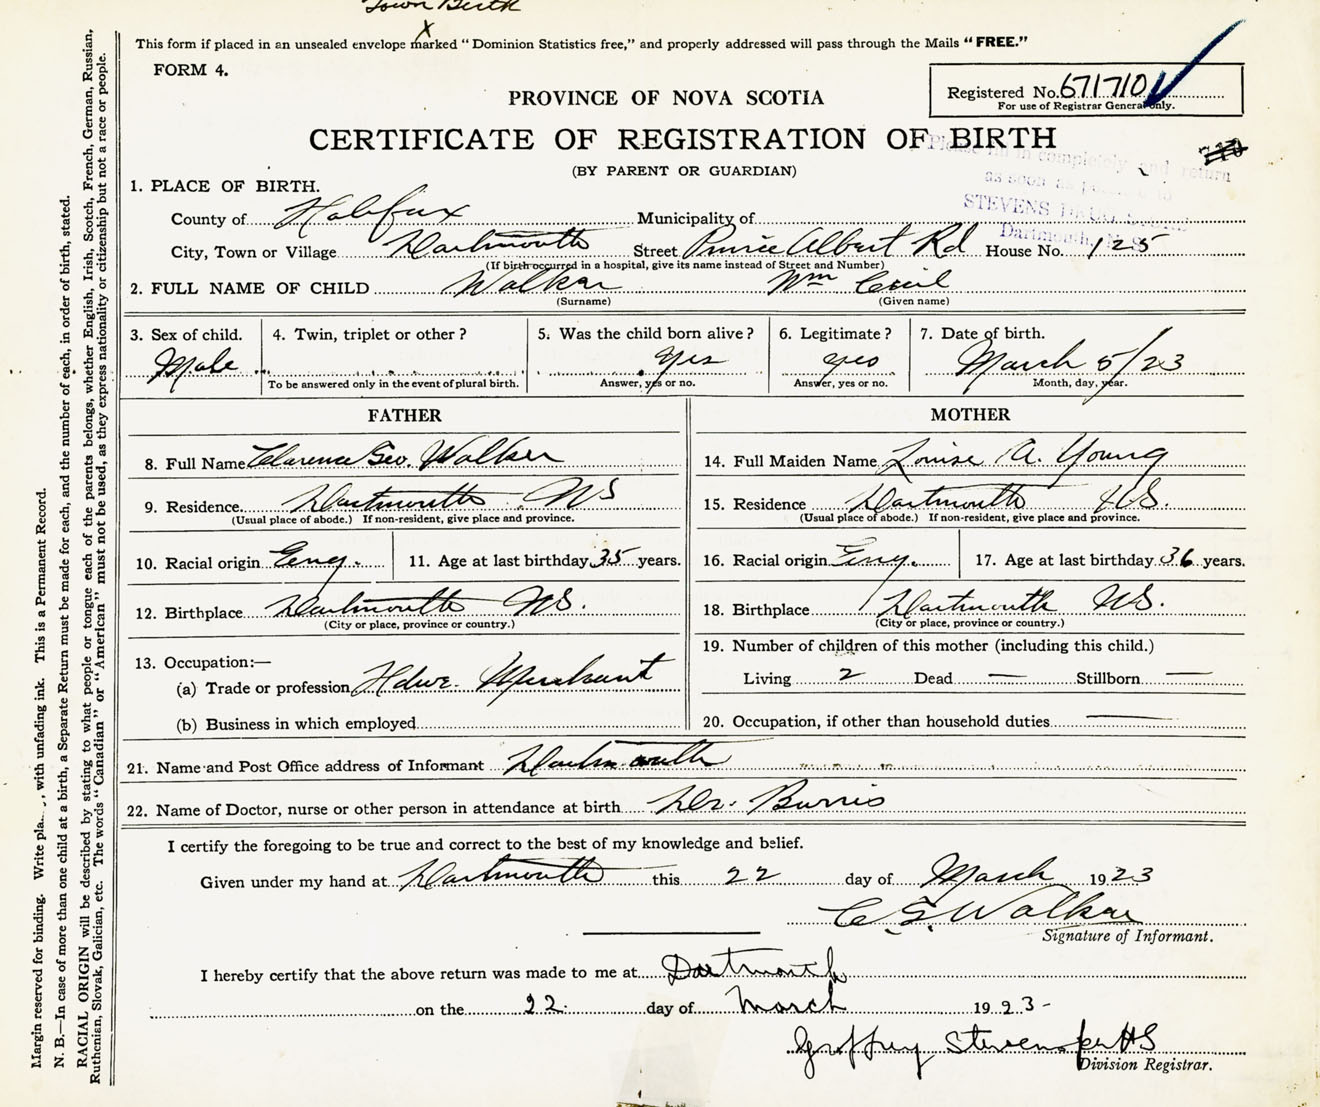 Town Birth
X
This form if placed in an unsealed envelope marked "Dominion Statistics free," and properly addressed will pass through the Mails "FREE."
FORM 4.
Registered No. 671710
For use of Registrar General only.
PROVINCE OF NOVA SCOTIA
CERTIFICATE OF REGISTRATION OF BIRTH
710
(BY PARENT OR GUARDIAN)
Please fill in completely and return
as soon as possible to
STEVENS DRUG STORE
Dartmouth, N.S.
1. PLACE OF BIRTH.
County of Halifax Municipality of
City, Town or Village Dartmouth Street Prince Albert Rd House No. 125
(If birth occurred in a hospital, give its name instead of Street and Number)
2. FULL NAME OF CHILD Walker Wm Cecil
(Surname) (Given name)
3. Sex of child. 4. Twin, triplet or other? 5. Was the child born alive? 6. Legitimate? 7. Date of birth.
Male Yes yes March 5/23
To be answered only in the event of plural birth. Answer, yes or no. Answer, yes or no. Month, day, year.
FATHER MOTHER
8. Full Name Clarence Geo. Walker 14. Full Maiden Name Louise A. Young
9. Residence. Dartmouth NS 15. Residence Dartmouth NS.
(Usual place of abode.) If non-resident, give place and province. (Usual place of abode.) If non-resident, give place and province.
10. Racial origin Eng. 11. Age at last birthday 35 years. 16. Racial origin Eng. 17. Age at last birthday 36 years.
12. Birthplace Dartmouth NS. 18. Birthplace Dartmouth NS.
(City or place, province or country.) (City or place, province or country.)
13. Occupation:— 19. Number of children of this mother (including this child.)
(a) Trade or profession Hdwe. Merchant Living 2 Dead — Stillborn —
(b) Business in which employed 20. Occupation, if other than household duties —
21. Name and Post Office address of Informant Dartmouth
22. Name of Doctor, nurse or other person in attendance at birth Dr. Burris
I certify the foregoing to be true and correct to the best of my knowledge and belief.
Given under my hand at Dartmouth this 22 day of March 1923
C. G. Walker
Signature of Informant.
I hereby certify that the above return was made to me at Dartmouth
on the 22. day of March 1923-
Geoffrey Stevens per HS
Division Registrar.
Margin reserved for binding. Write , with unfading ink. This is a Permanent Record.
N. B.—In case of more than one child at a birth, a Separate Return must be made for each, and the number of each, in order of birth, stated.
RACIAL ORIGIN will be described by stating to what people or tongue each of the parents belongs, whether English, Irish, Scotch, French, German, Russian,
Ruthenian, Slovak, Galician, etc. The words "Canadian" or "American" must not be used, as they express nationality or citizenship but not a race or people.